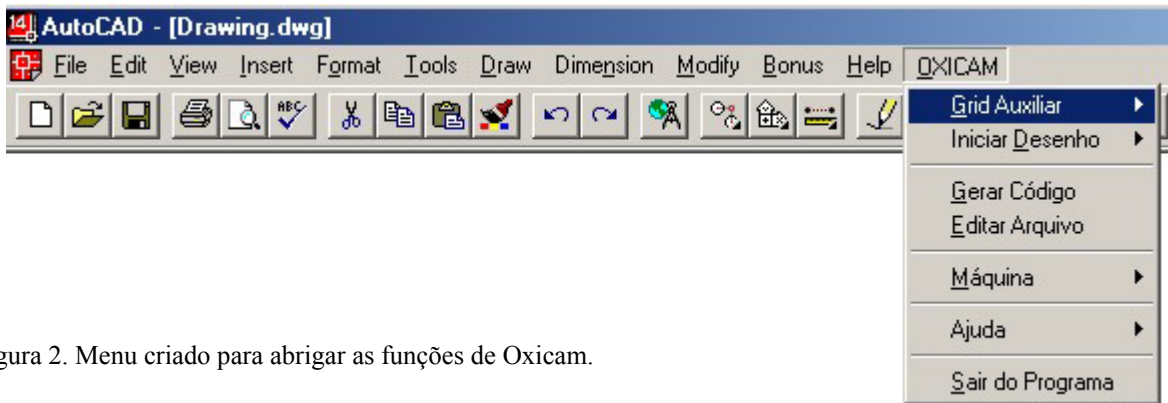 14 AutoCAD - [Drawing.dwg]
File Edit View Insert Format Tools Draw Dimension Modify Bonus Help OXICAM
ABC
Grid Auxiliar
Iniciar Desenho
Gerar Código
Editar Arquivo
Máquina
Ajuda
Sair do Programa
gura 2. Menu criado para abrigar as funções de Oxicam.